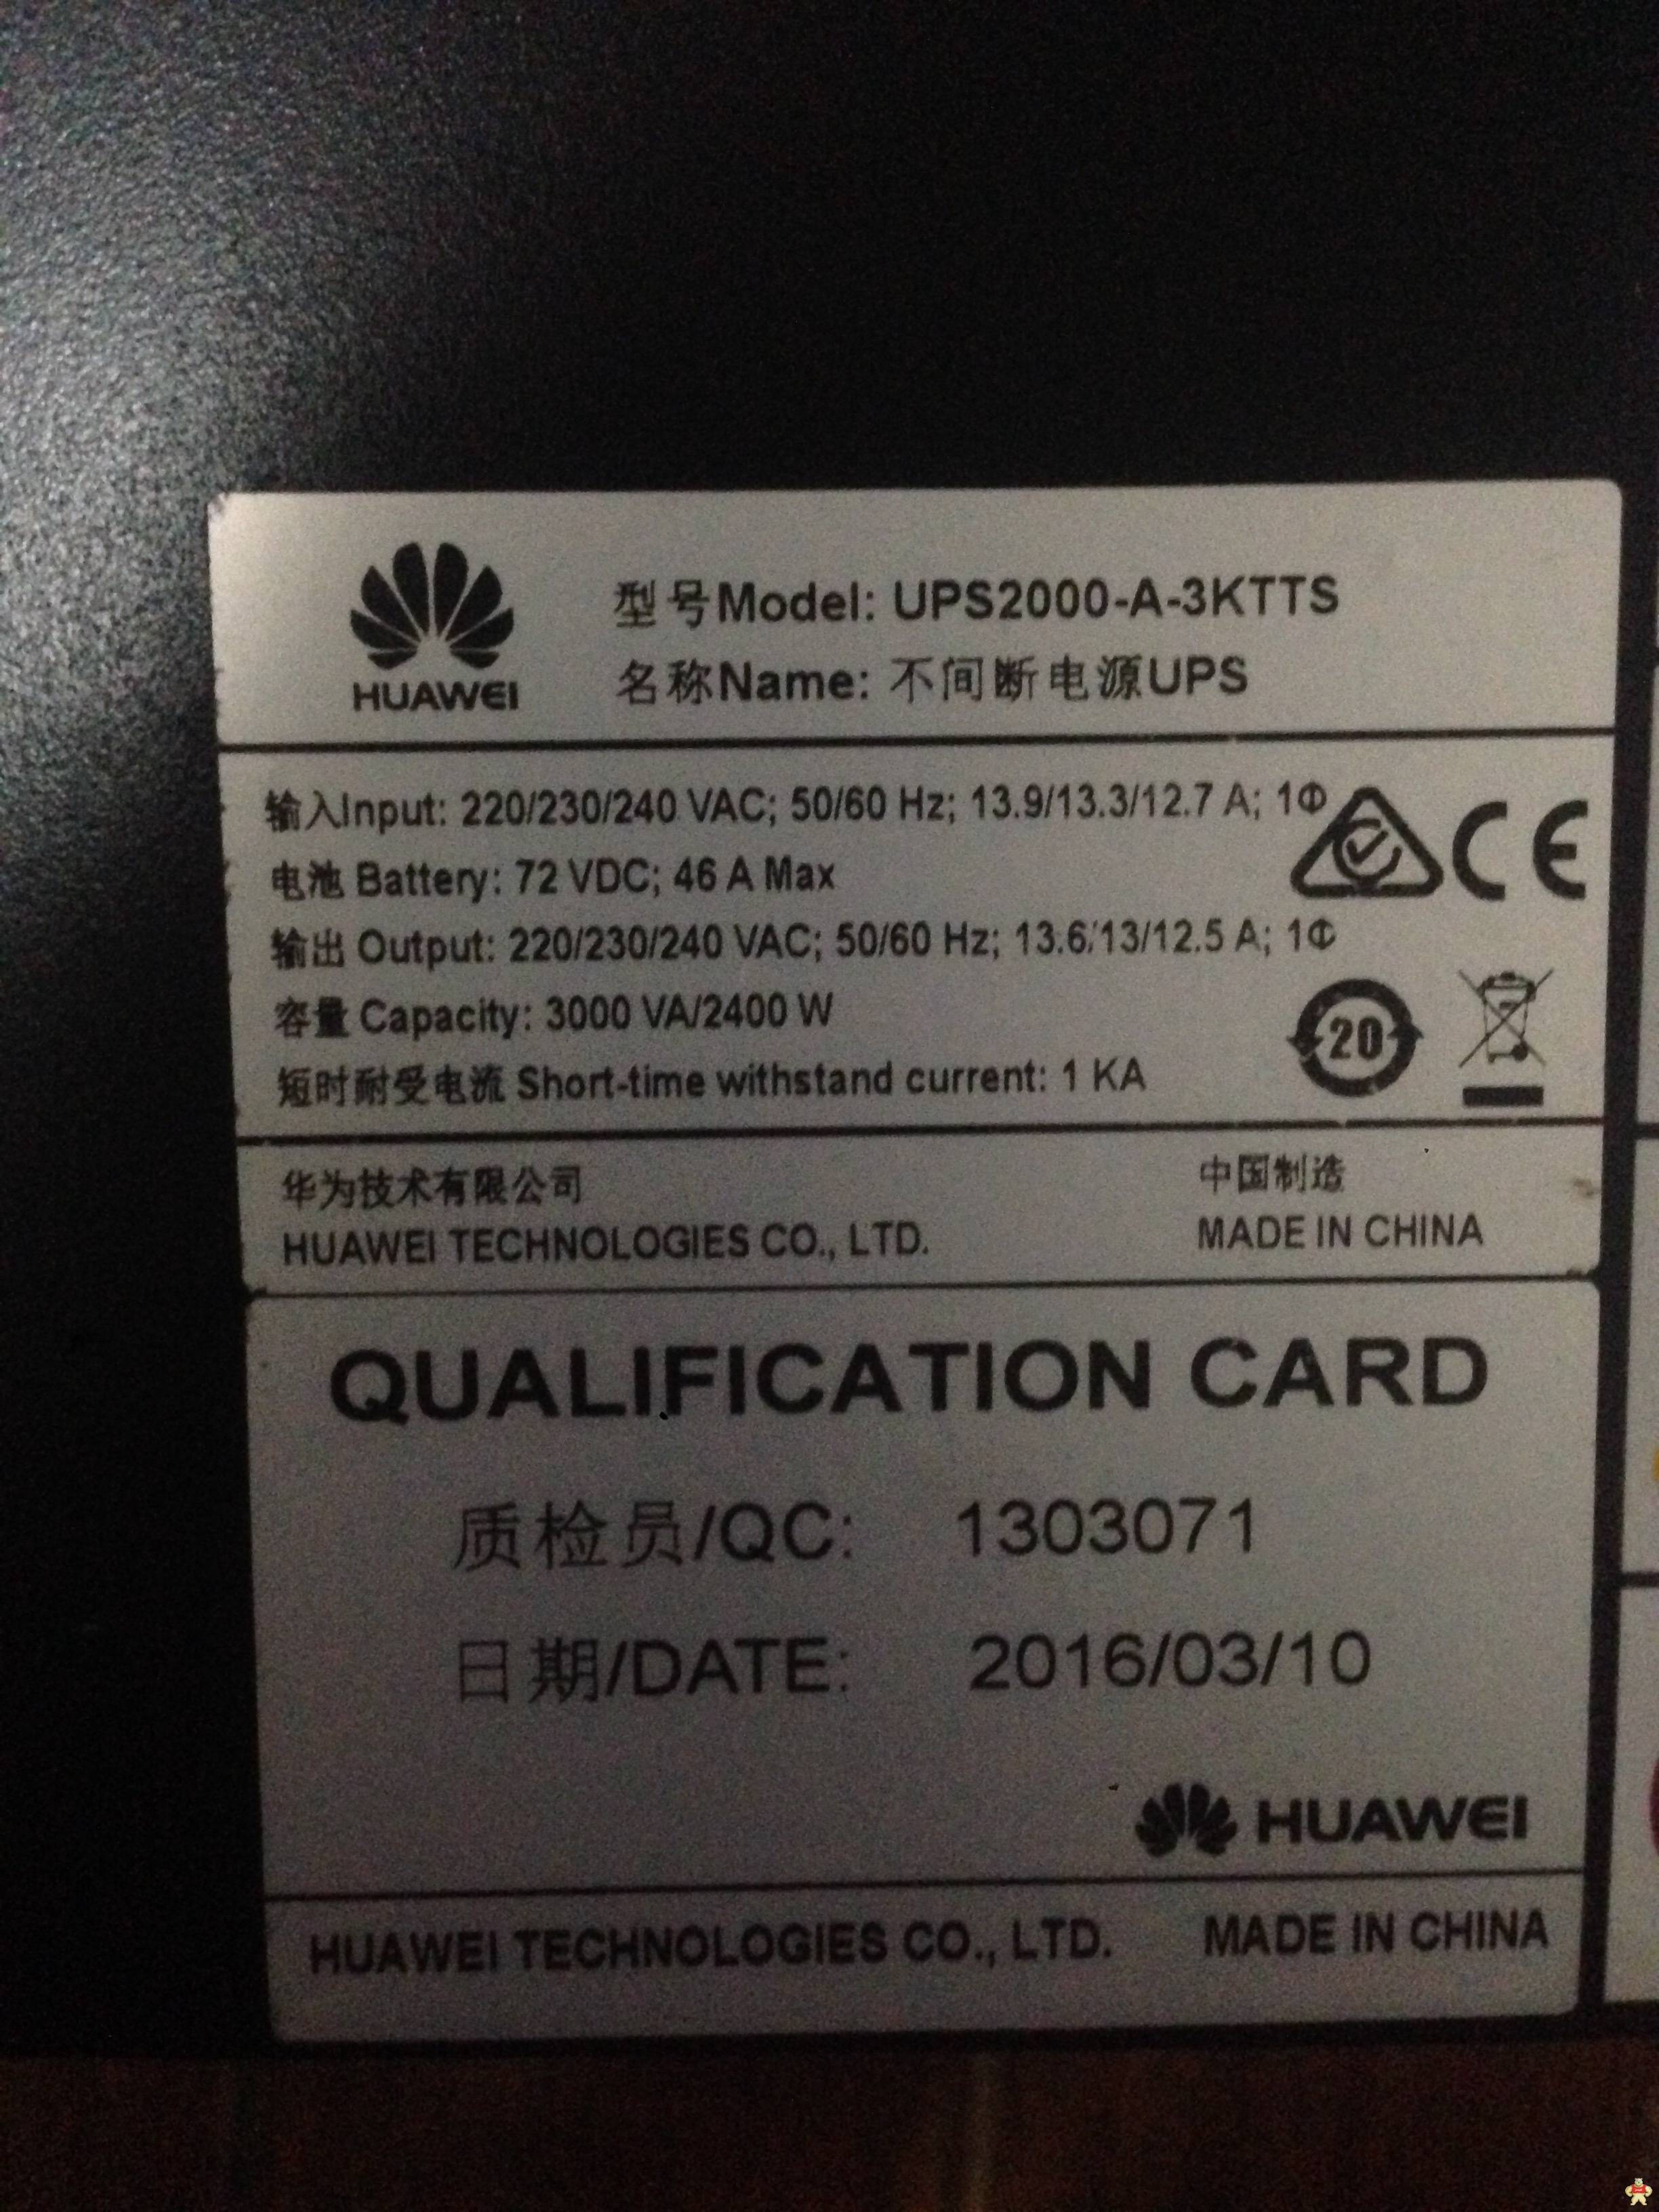 HUAWEI
型号Model: UPS2000-A-3KTTS
名称Name: 不间断电源UPS
输入Input: 220/230/240 VAC; 50/60 Hz; 13.9/13.3/12.7 A; 1Φ
电池 Battery: 72 VDC; 46 A Max
CE
输出 Output: 220/230/240 VAC; 50/60 Hz; 13.6/13/12.5 A; 1Φ
容量 Capacity: 3000 VA/2400 W
20
短时耐受电流 Short-time withstand current: 1 KA
华为技术有限公司 中国制造
HUAWEI TECHNOLOGIES CO., LTD. MADE IN CHINA
QUALIFICATION CARD
质检员/QC: 1303071
日期/DATE: 2016/03/10
HUAWEI
HUAWEI TECHNOLOGIES CO., LTD. MADE IN CHINA